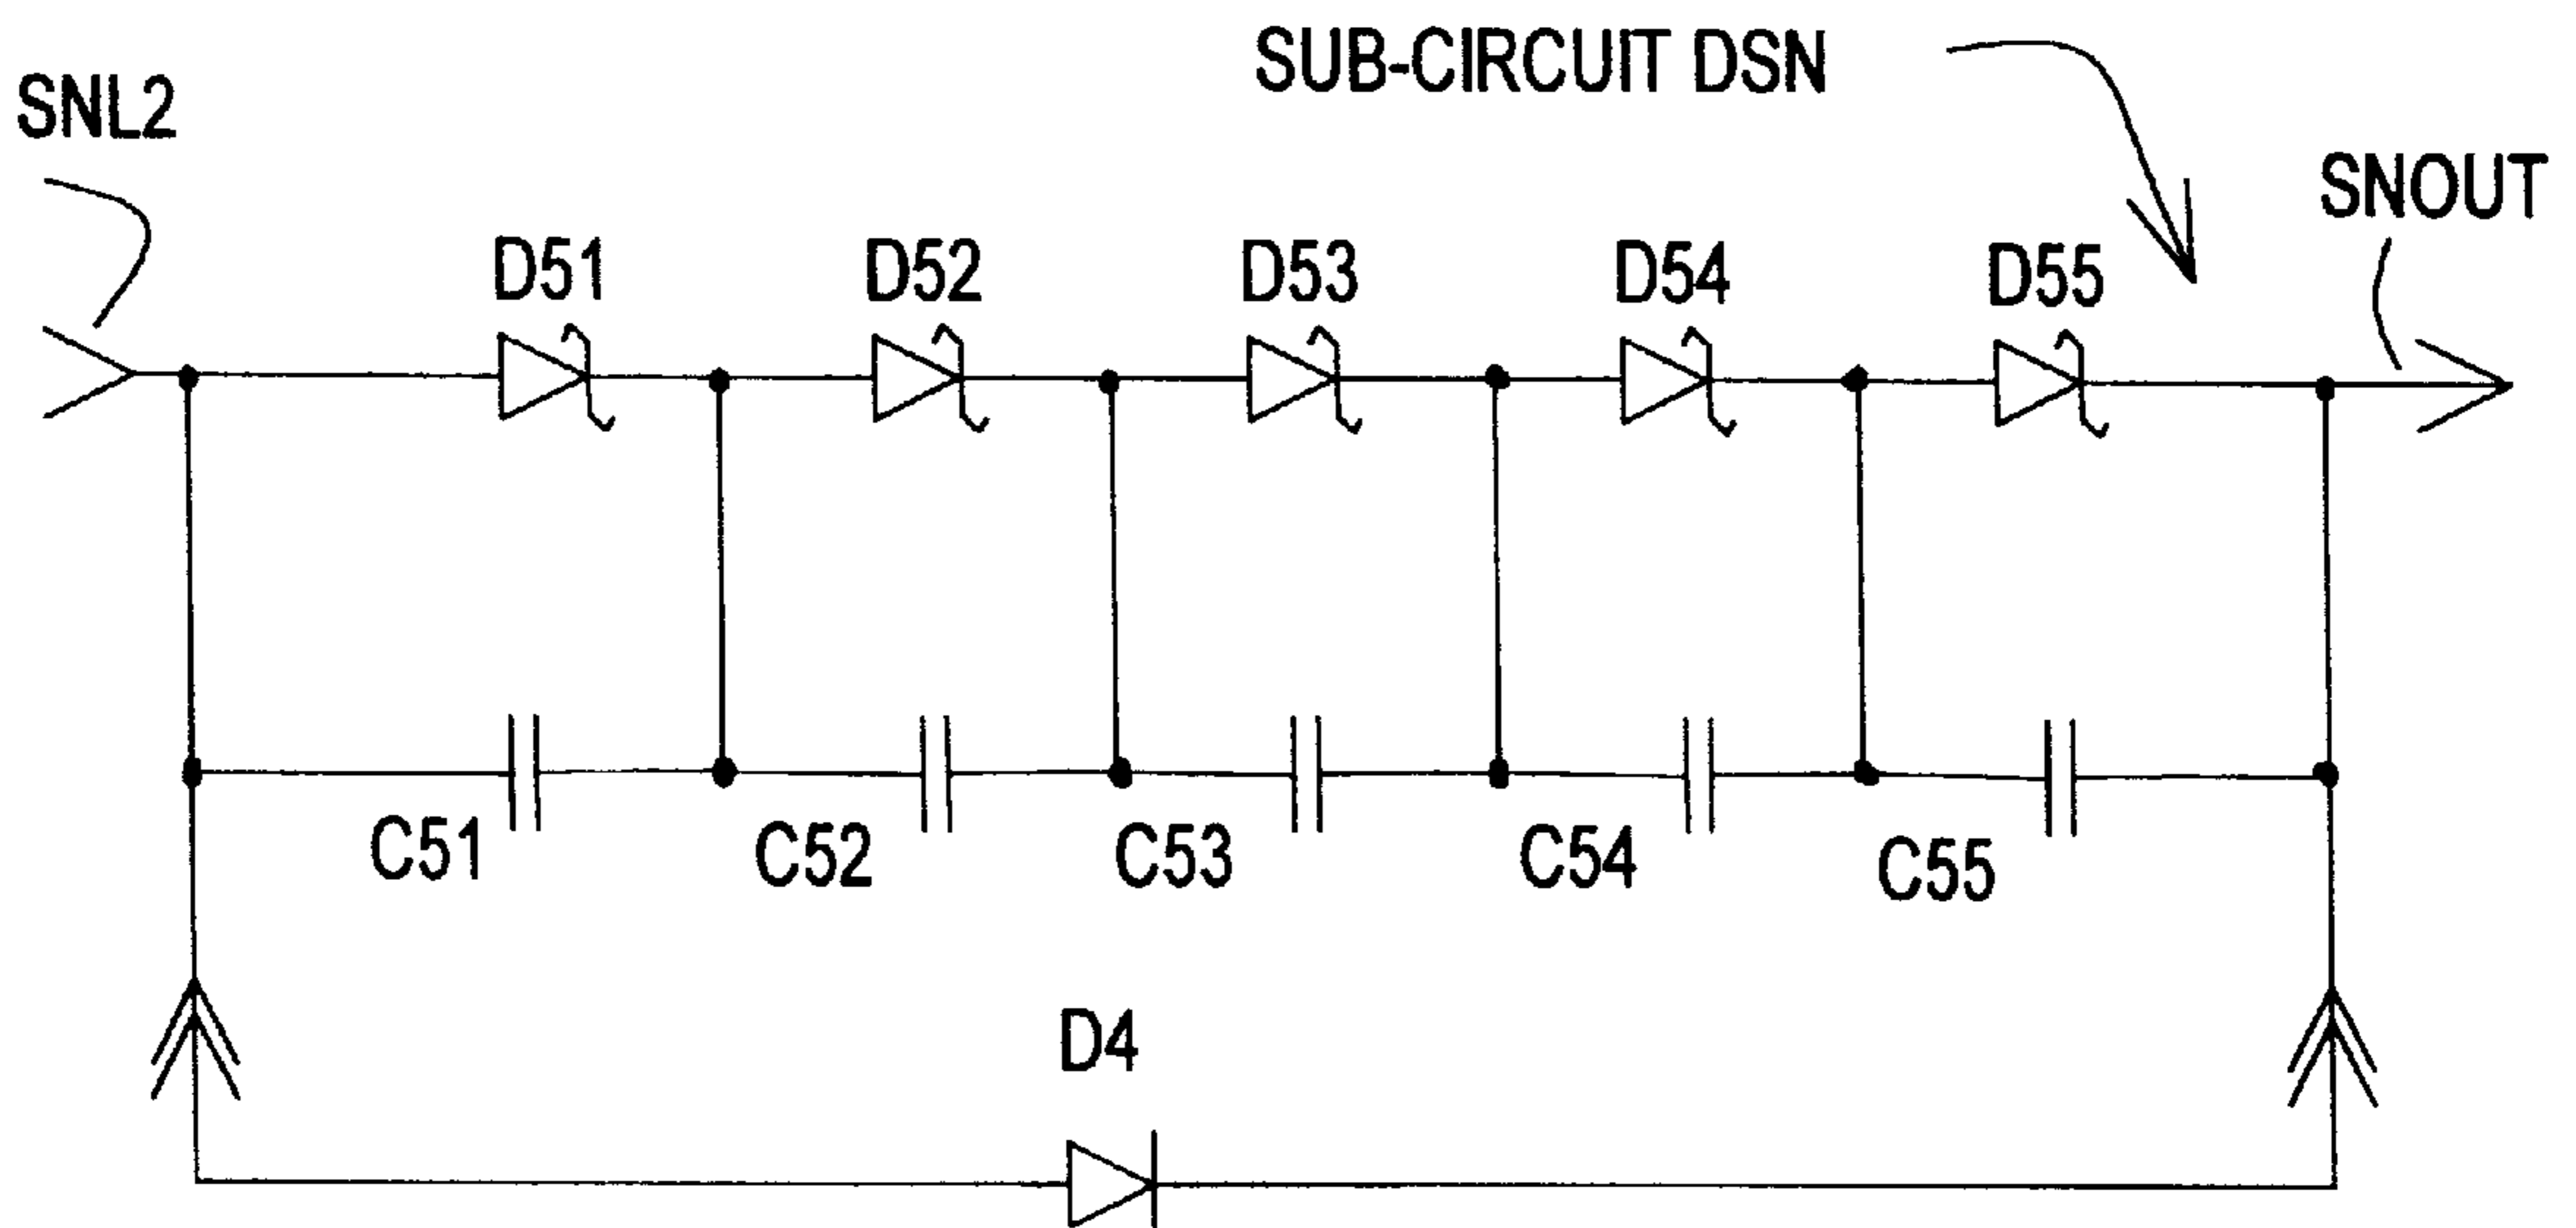 SUB-CIRCUIT DSN
SNL2
SNOUT
D51
D52
D53
D54
D55
C51
C52
C53
C54
C55
D4